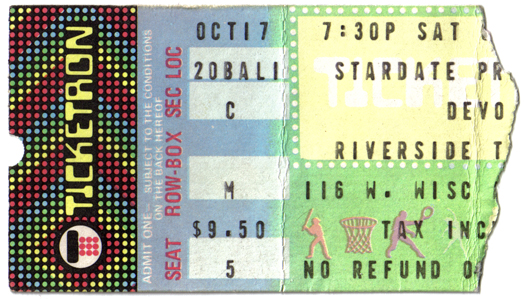 TICKETRON
ADMIT ONE— SUBJECT TO THE CONDITIONS
ON THE BACK HEREOF
SEAT ROW-BOX SEC LOC
OCT17
20BALI
C
M
$9.50
5
7:30P SAT
STARDATE PR
DEVO
RIVERSIDE T
116 W. WISC
TAX INC
NO REFUND O